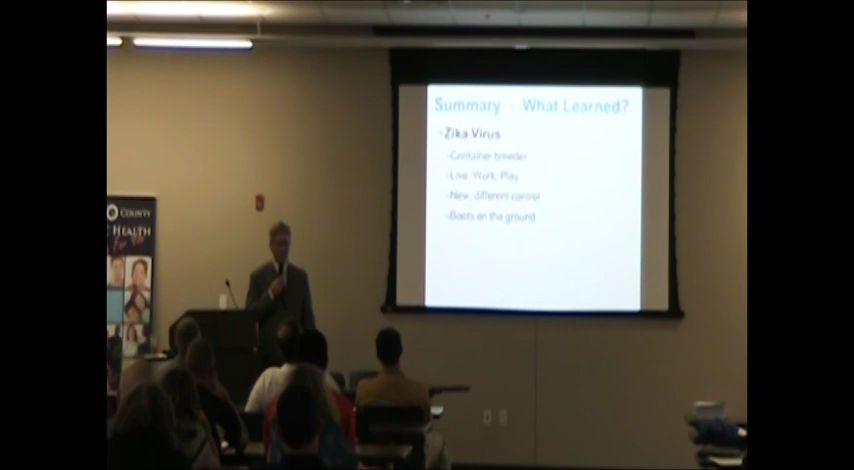 Summary - What Learned?
-Zika Virus
-Container breeder
-Live, Work, Play
-New, different control
-Boots on the ground
COUNTY
HEALTH